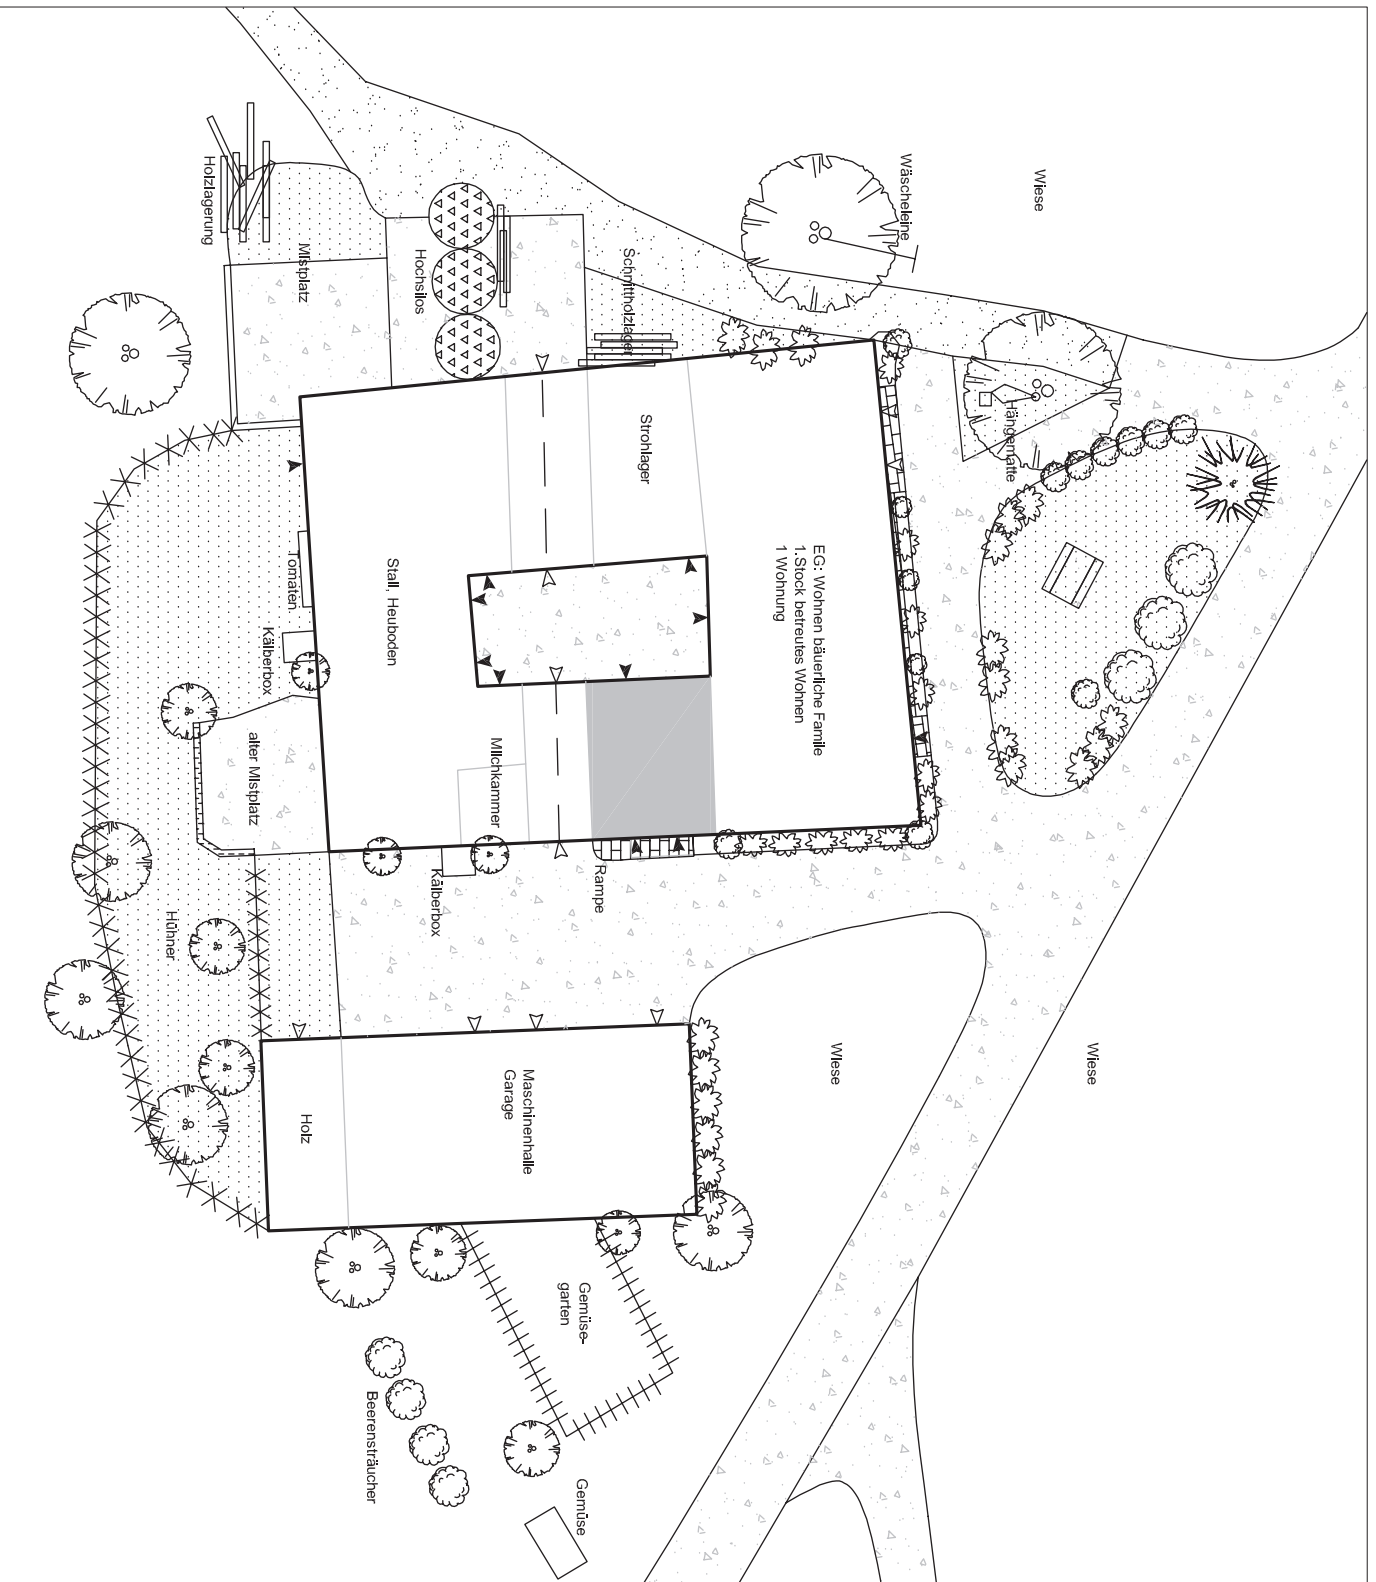 Wiese
Wäscheleine
Hängematte
Schnittholzlager
Holzlagerung
Mistplatz
Hochsilos
Strohlager
EG: Wohnen bäuerliche Famile
1.Stock betreutes Wohnen
1 Wohnung
Stall, Heuboden
Tomaten
Kälberbox
alter Mistplatz
Milchkammer
Kälberbox
Rampe
Hühner
Wiese
Wiese
Maschinenhalle
Garage
Holz
Gemüse-
garten
Beerensträucher
Gemüse